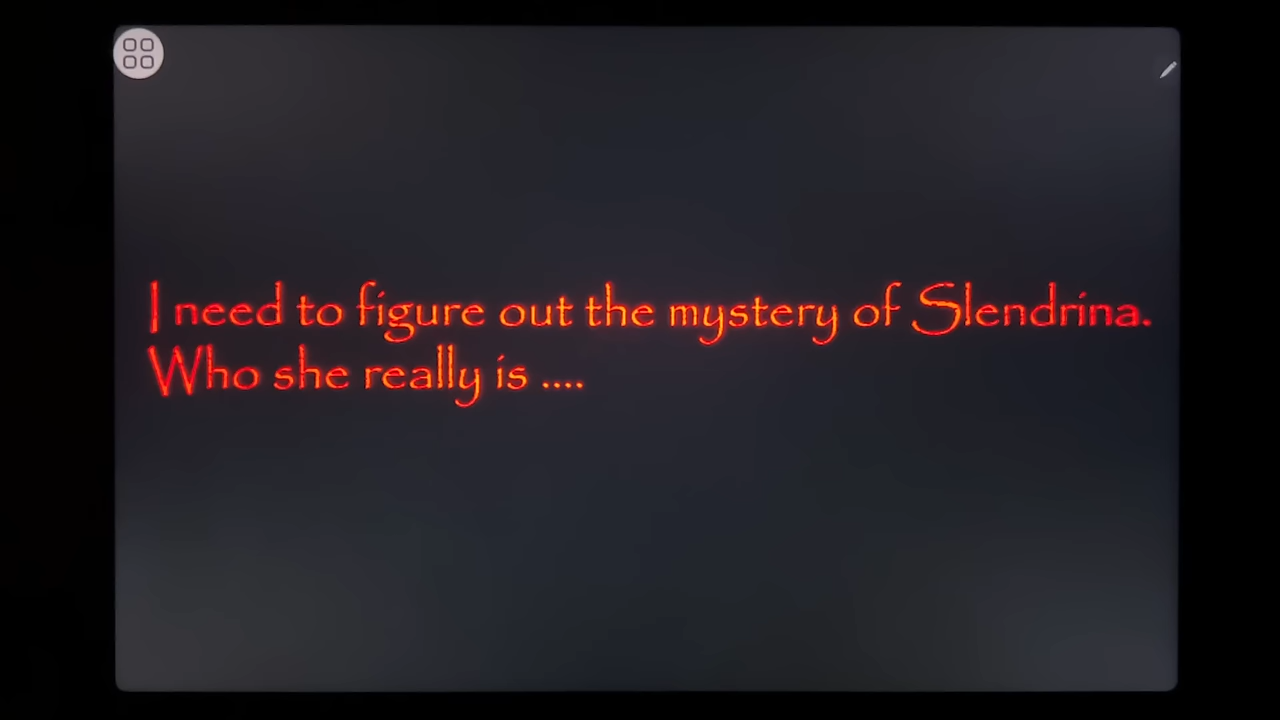 I need to figure out the mystery of Slendrina.
Who she really is ....